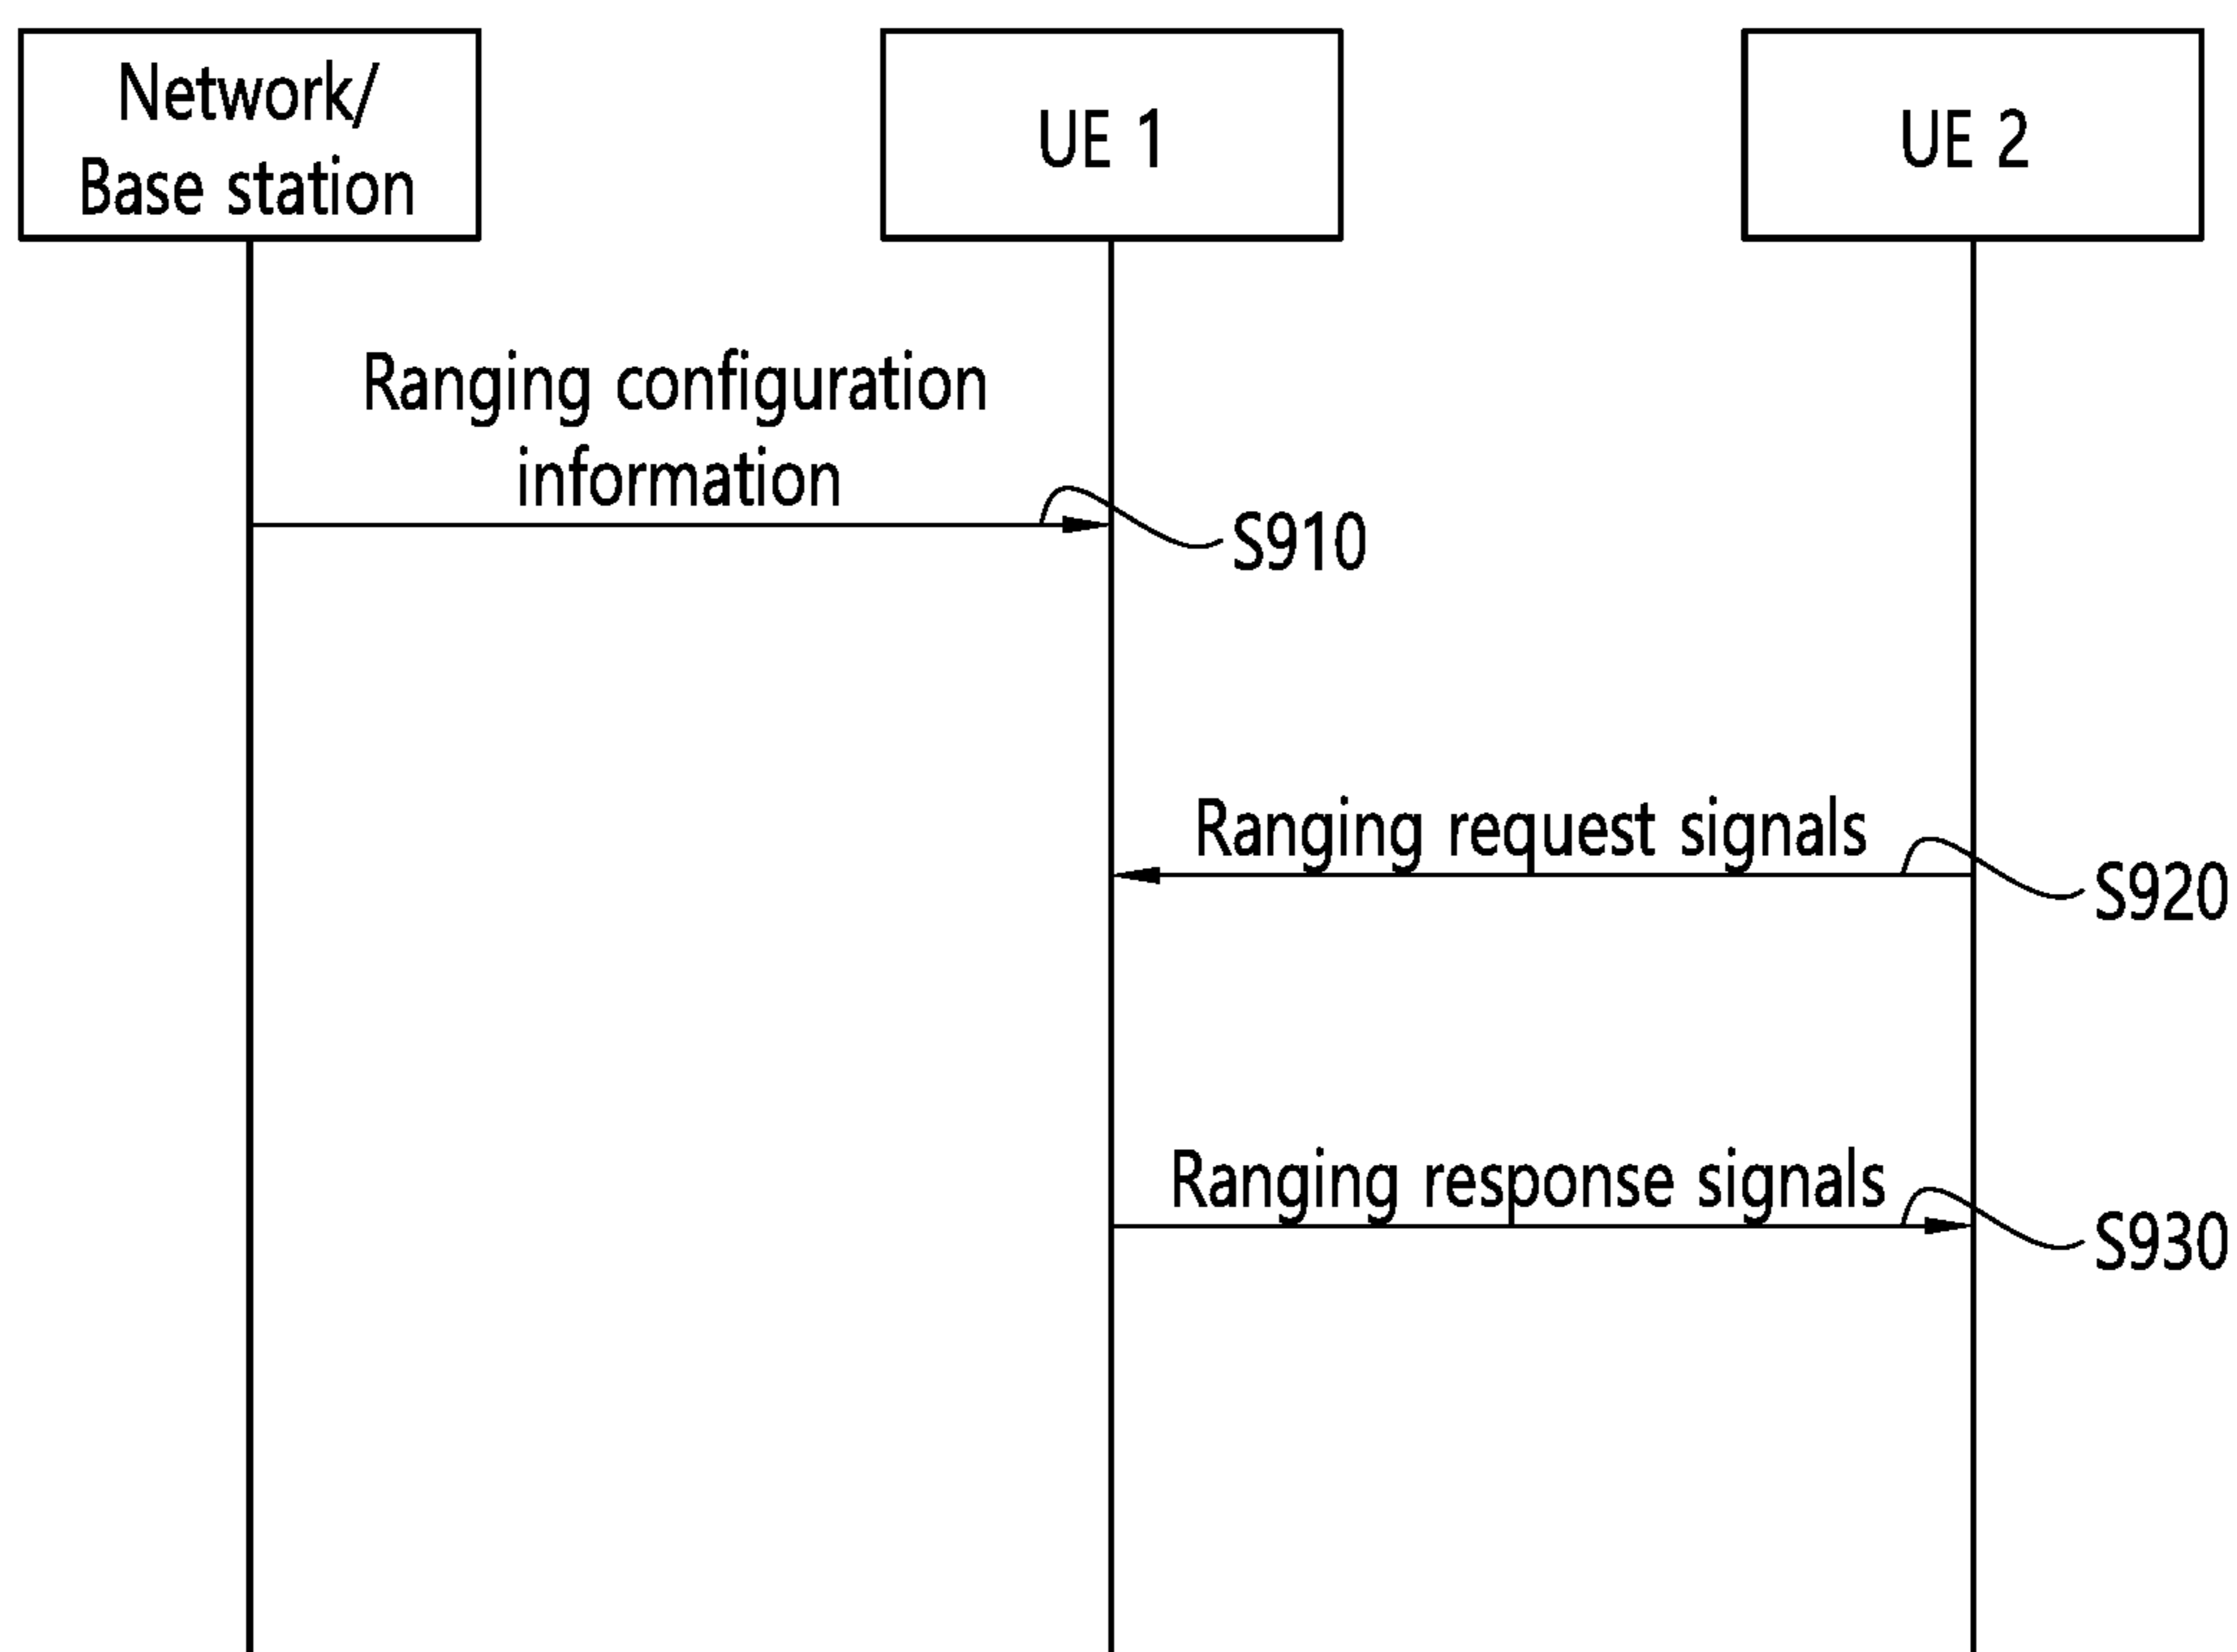 Network/
Base station
UE 1
UE 2
Ranging configuration
information
S910
Ranging request signals
S920
Ranging response signals
S930